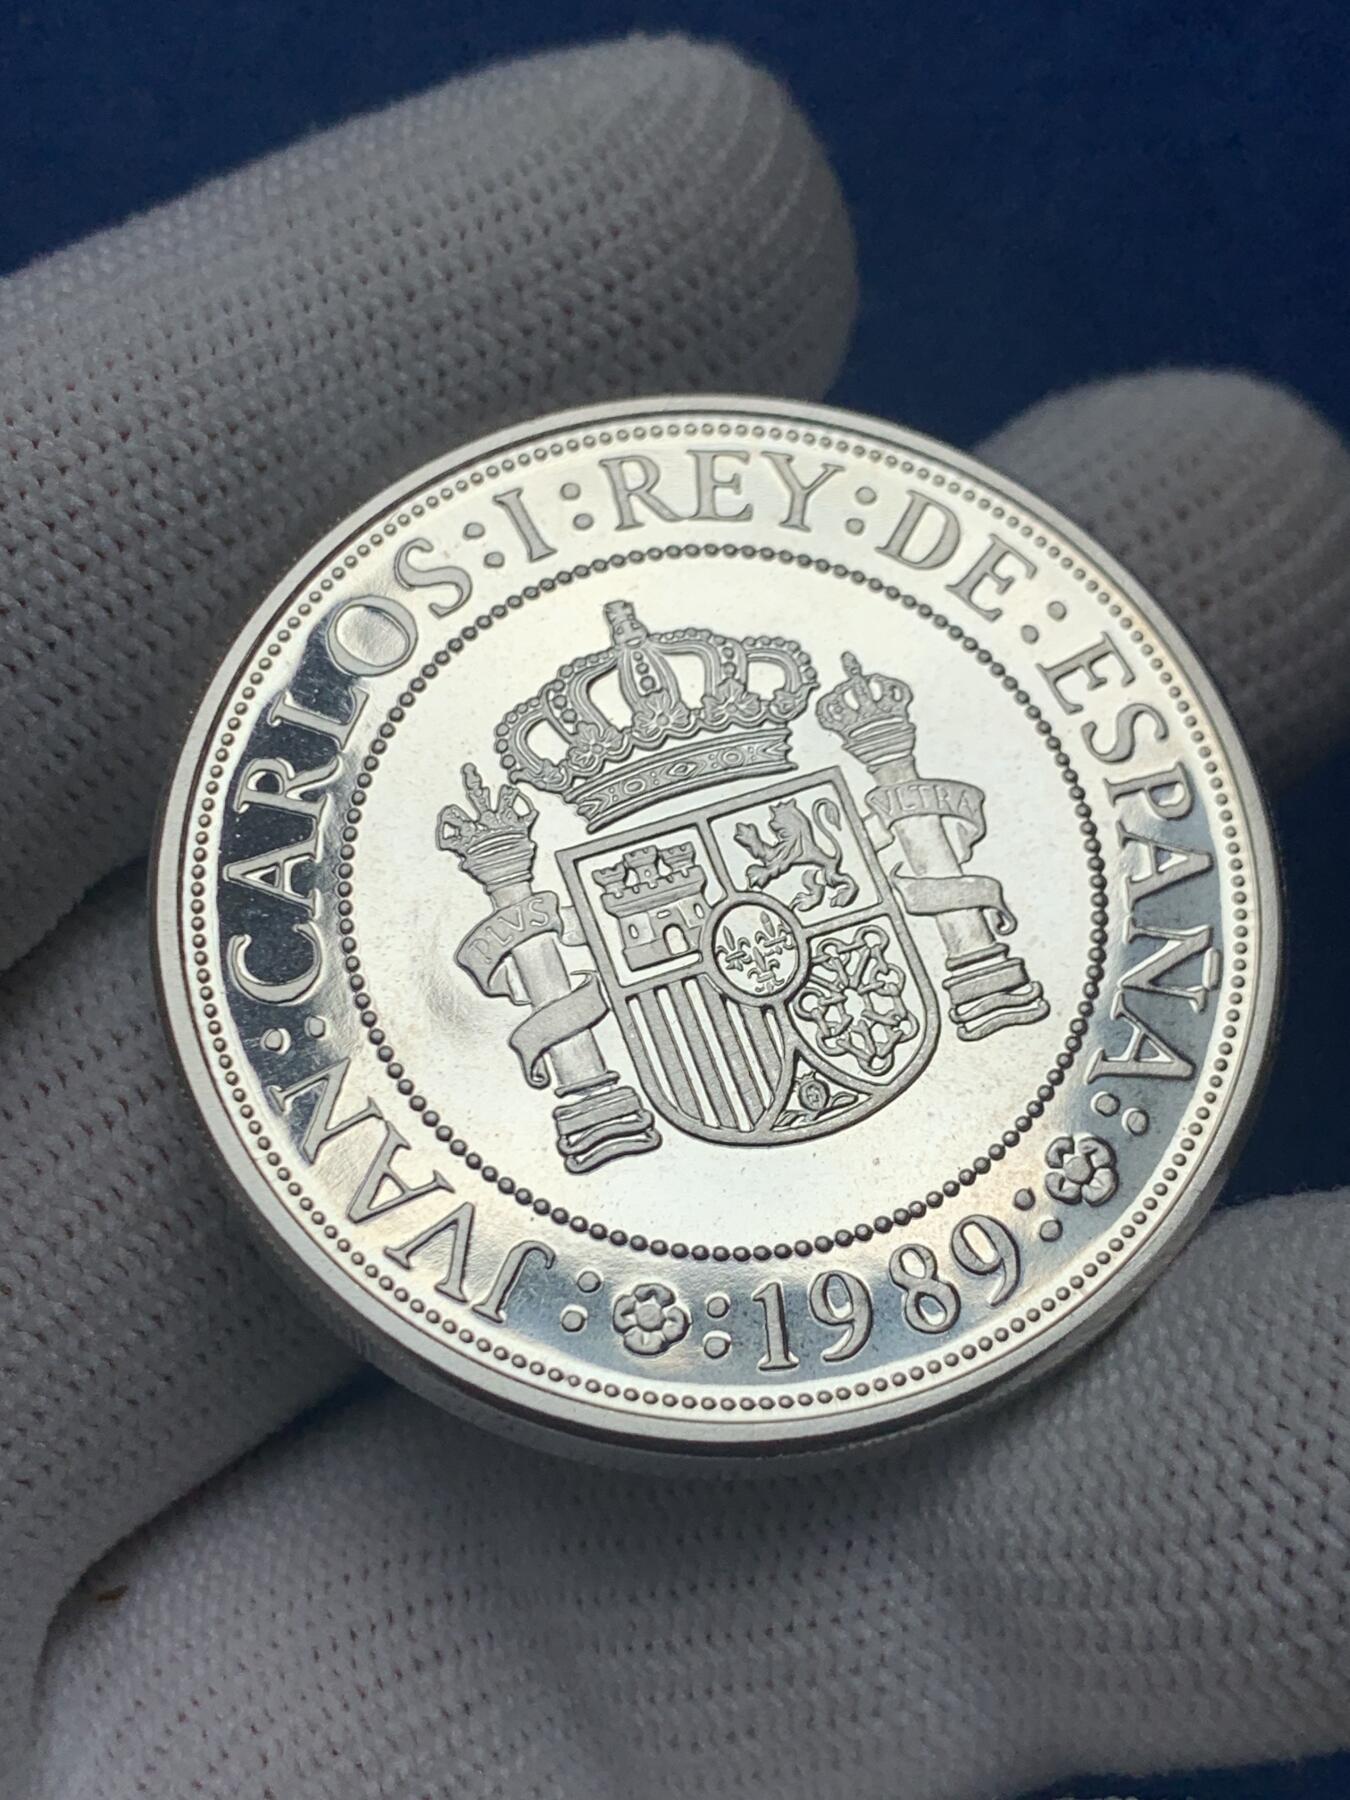 JVAN : CARLOS : I : REY : DE : ESPAÑA :
: 1989 :
PLVS
VLTRA